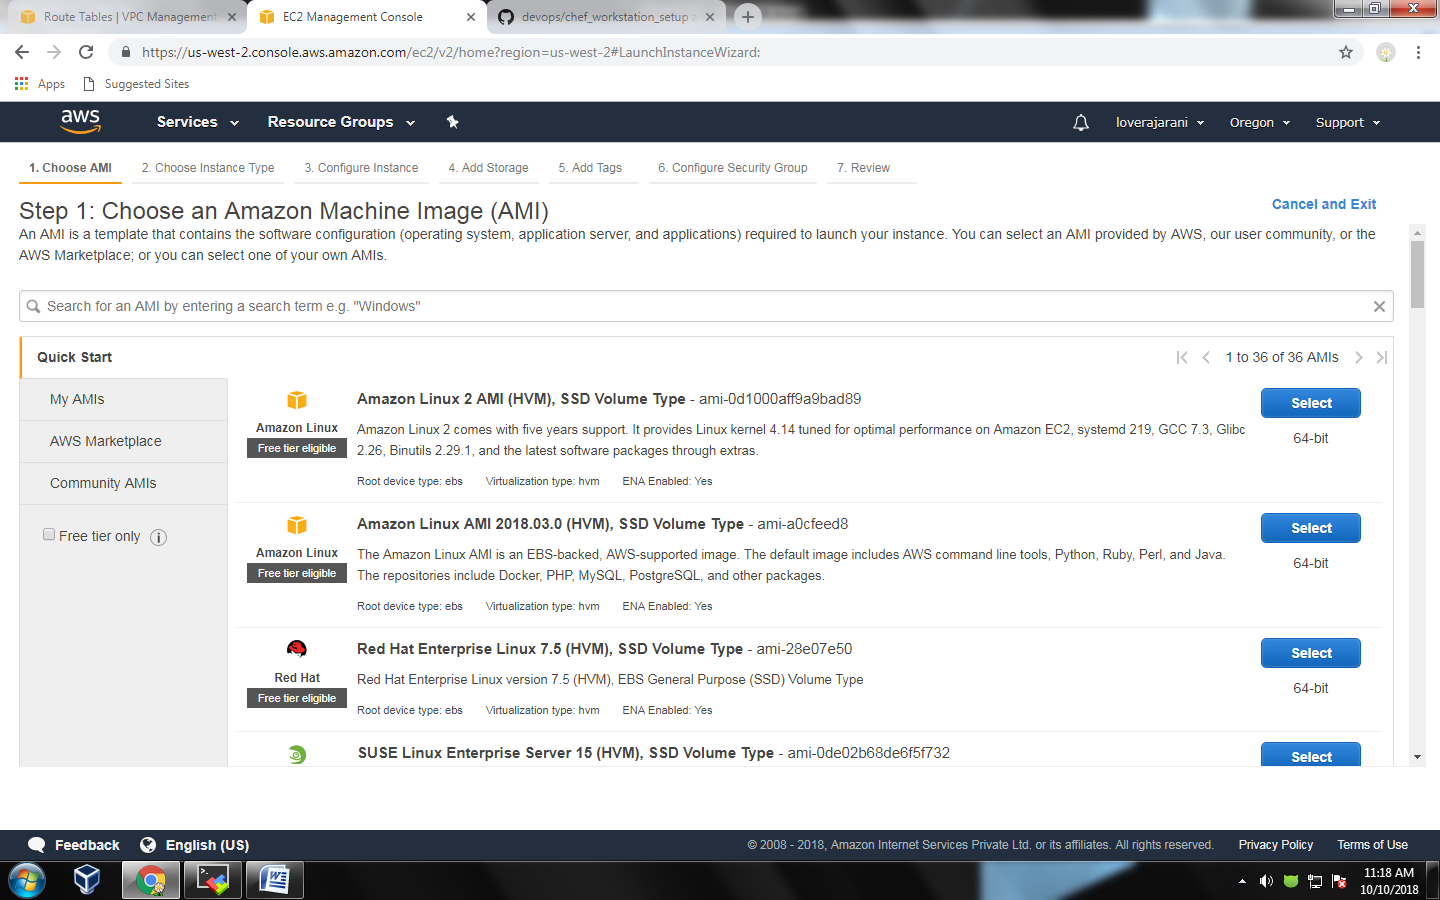 Route Tables | VPC Management
EC2 Management Console
devops/chef_workstation_setup
https://us-west-2.console.aws.amazon.com/ec2/v2/home?region=us-west-2#LaunchInstanceWizard:
Apps
Suggested Sites
aws
Services
Resource Groups
loverajarani
Oregon
Support
1. Choose AMI
2. Choose Instance Type
3. Configure Instance
4. Add Storage
5. Add Tags
6. Configure Security Group
7. Review
Step 1: Choose an Amazon Machine Image (AMI)
Cancel and Exit
An AMI is a template that contains the software configuration (operating system, application server, and applications) required to launch your instance. You can select an AMI provided by AWS, our user community, or the
AWS Marketplace; or you can select one of your own AMIs.
Search for an AMI by entering a search term e.g. "Windows"
Quick Start
1 to 36 of 36 AMIs
My AMIs
AWS Marketplace
Community AMIs
Free tier only
Amazon Linux
Free tier eligible
Amazon Linux 2 AMI (HVM), SSD Volume Type - ami-0d1000aff9a9bad89
Amazon Linux 2 comes with five years support. It provides Linux kernel 4.14 tuned for optimal performance on Amazon EC2, systemd 219, GCC 7.3, Glibc
2.26, Binutils 2.29.1, and the latest software packages through extras.
Root device type: ebs
Virtualization type: hvm
ENA Enabled: Yes
Select
64-bit
Amazon Linux
Free tier eligible
Amazon Linux AMI 2018.03.0 (HVM), SSD Volume Type - ami-a0cfeed8
The Amazon Linux AMI is an EBS-backed, AWS-supported image. The default image includes AWS command line tools, Python, Ruby, Perl, and Java.
The repositories include Docker, PHP, MySQL, PostgreSQL, and other packages.
Root device type: ebs
Virtualization type: hvm
ENA Enabled: Yes
Select
64-bit
Red Hat
Free tier eligible
Red Hat Enterprise Linux 7.5 (HVM), SSD Volume Type - ami-28e07e50
Red Hat Enterprise Linux version 7.5 (HVM), EBS General Purpose (SSD) Volume Type
Root device type: ebs
Virtualization type: hvm
ENA Enabled: Yes
Select
64-bit
SUSE Linux Enterprise Server 15 (HVM), SSD Volume Type - ami-0de02b68de6f5f732
Select
Feedback
English (US)
© 2008 - 2018, Amazon Internet Services Private Ltd. or its affiliates. All rights reserved.
Privacy Policy
Terms of Use
11:18 AM
10/10/2018